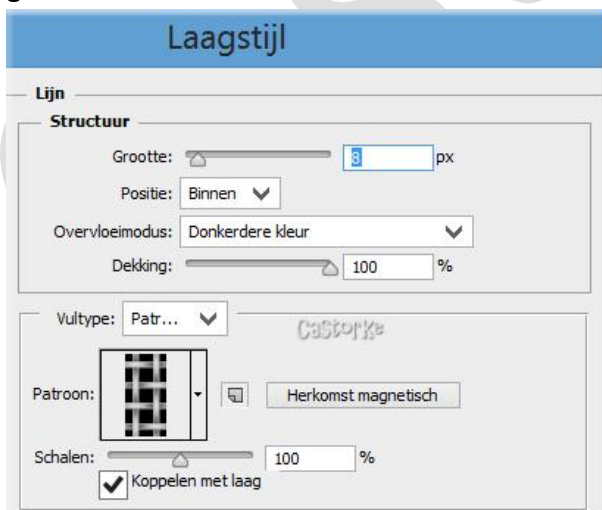 Laagstijl
Lijn
Structuur
Grootte: 8 px
Positie: Binnen
Overvloeimodus: Donkerdere kleur
Dekking: 100 %
Vultype: Patr...
Castorke
Patroon: Herkomst magnetisch
Schalen: 100 %
Koppelen met laag